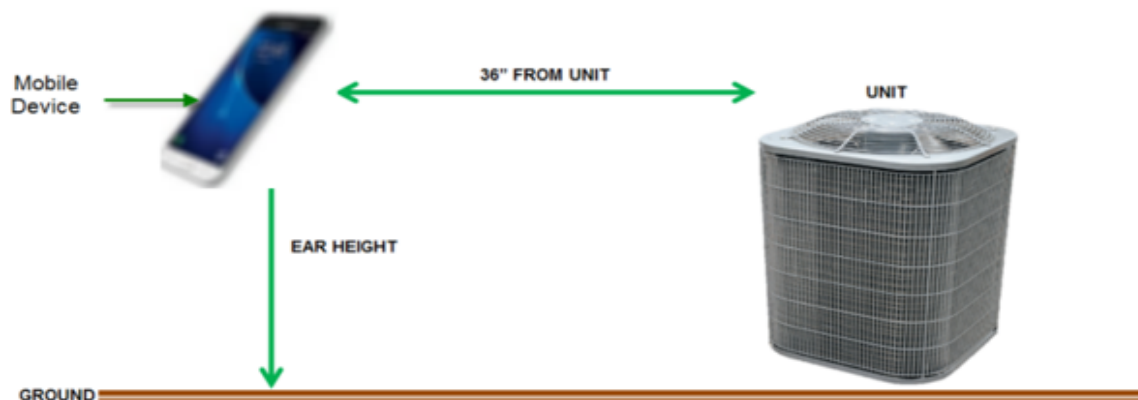 Mobile
Device
36” FROM UNIT
UNIT
EAR HEIGHT
GROUND